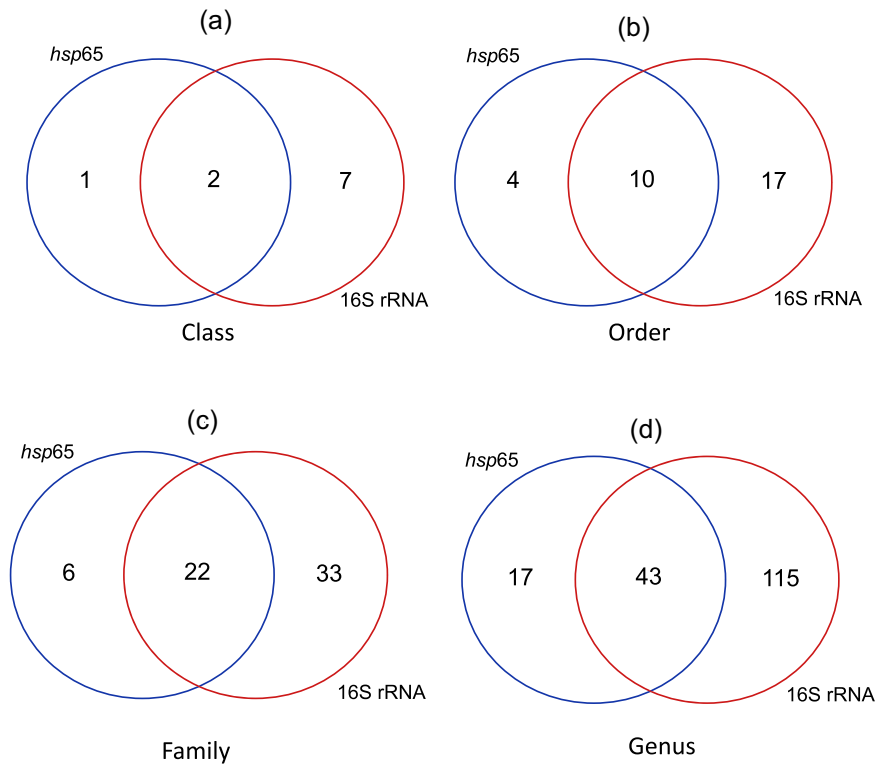 (a)
hsp65
1
2
7
16S rRNA
Class
(b)
hsp65
4
10
17
16S rRNA
Order
(c)
hsp65
6
22
33
16S rRNA
Family
(d)
hsp65
17
43
115
16S rRNA
Genus